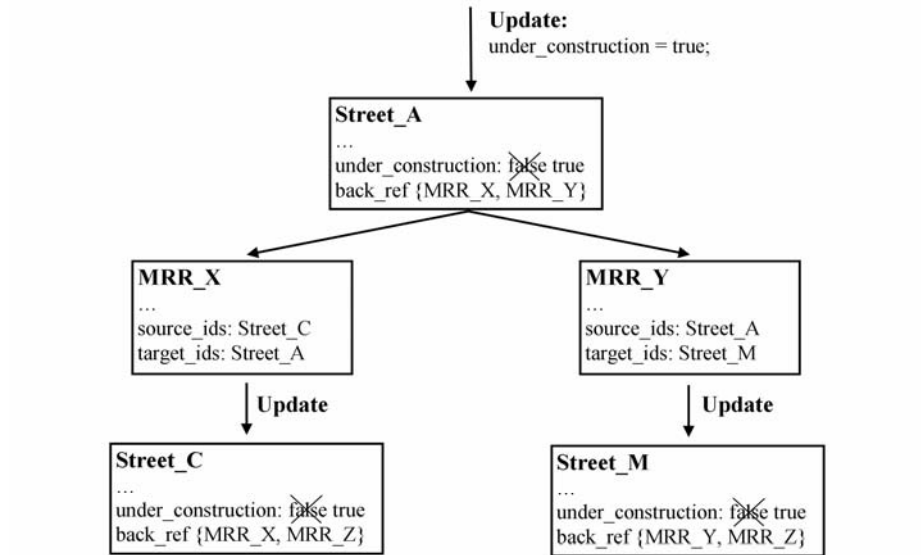 Update:
under_construction = true;
Street_A
...
under_construction: false true
back_ref {MRR_X, MRR_Y}
MRR_X
...
source_ids: Street_C
target_ids: Street_A
MRR_Y
...
source_ids: Street_A
target_ids: Street_M
Update
Update
Street_C
...
under_construction: false true
back_ref {MRR_X, MRR_Z}
Street_M
...
under_construction: false true
back_ref {MRR_Y, MRR_Z}